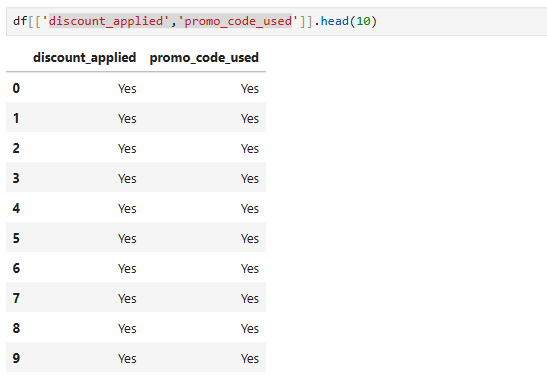 df[['discount_applied','promo_code_used']].head(10)
discount_applied promo_code_used
0 Yes Yes
1 Yes Yes
2 Yes Yes
3 Yes Yes
4 Yes Yes
5 Yes Yes
6 Yes Yes
7 Yes Yes
8 Yes Yes
9 Yes Yes